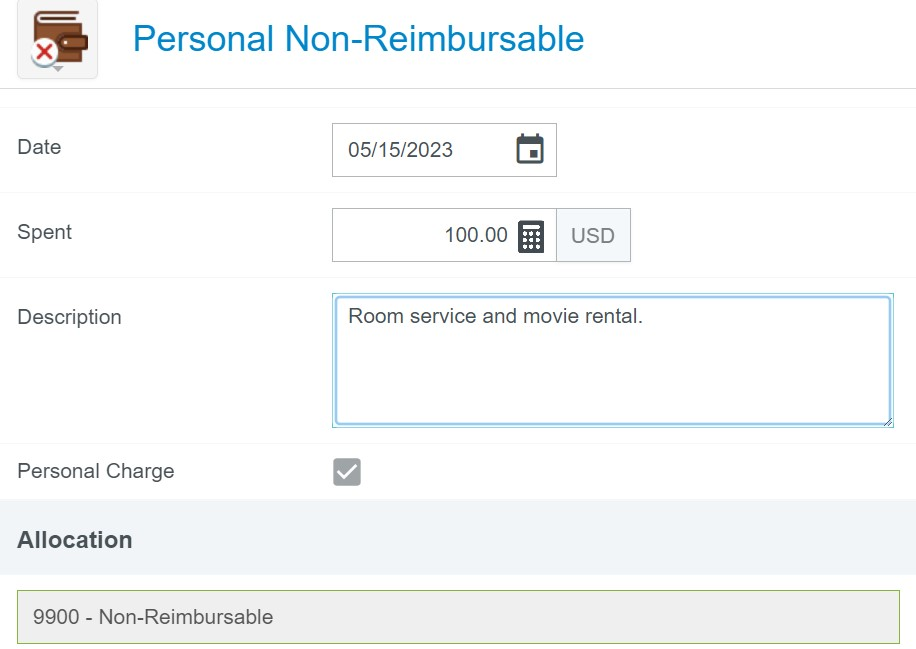 Personal Non-Reimbursable
Date
05/15/2023
Spent
100.00
USD
Description
Room service and movie rental.
Personal Charge
Allocation
9900 - Non-Reimbursable